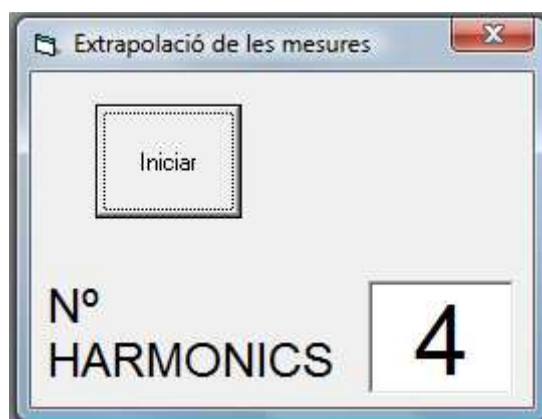 Extrapolació de les mesures
Iniciar
Nº
HARMONICS
4